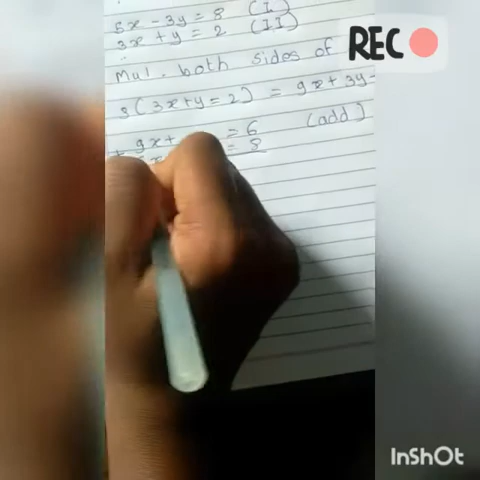 5x - 3y = 8 (I)
3x + y = 2 (II)
Mul. both sides of
3(3x+y=2) = 9x + 3y -
+ 9x + = 6 (add)
= 8
REC
InShOt